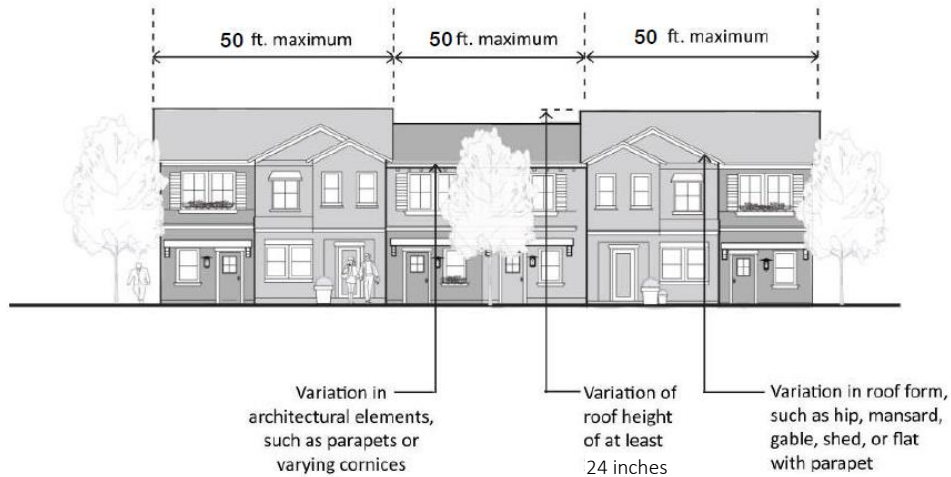 50 ft. maximum
50 ft. maximum
50 ft. maximum
Variation in
architectural elements,
such as parapets or
varying cornices
Variation of
roof height
of at least
24 inches
Variation in roof form,
such as hip, mansard,
gable, shed, or flat
with parapet